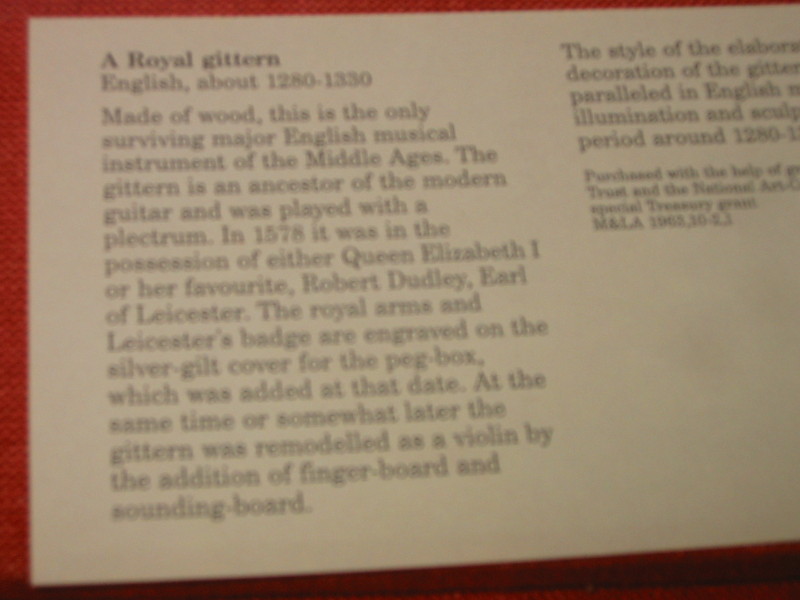 A Royal gittern
English, about 1280-1330
Made of wood, this is the only
surviving major English musical
instrument of the Middle Ages. The
gittern is an ancestor of the modern
guitar and was played with a
plectrum. In 1578 it was in the
possession of either Queen Elizabeth I
or her favourite, Robert Dudley, Earl
of Leicester. The royal arms and
Leicester's badge are engraved on the
silver-gilt cover for the peg-box,
which was added at that date. At the
same time or somewhat later the
gittern was remodelled as a violin by
the addition of finger-board and
sounding-board.
The style of the elabora
decoration of the gitter
paralleled in English m
illumination and sculp
period around 1280-1
Purchased with the help of
Trust and the National Art-C
special Treasury grant
M&LA 1963,10-2,1